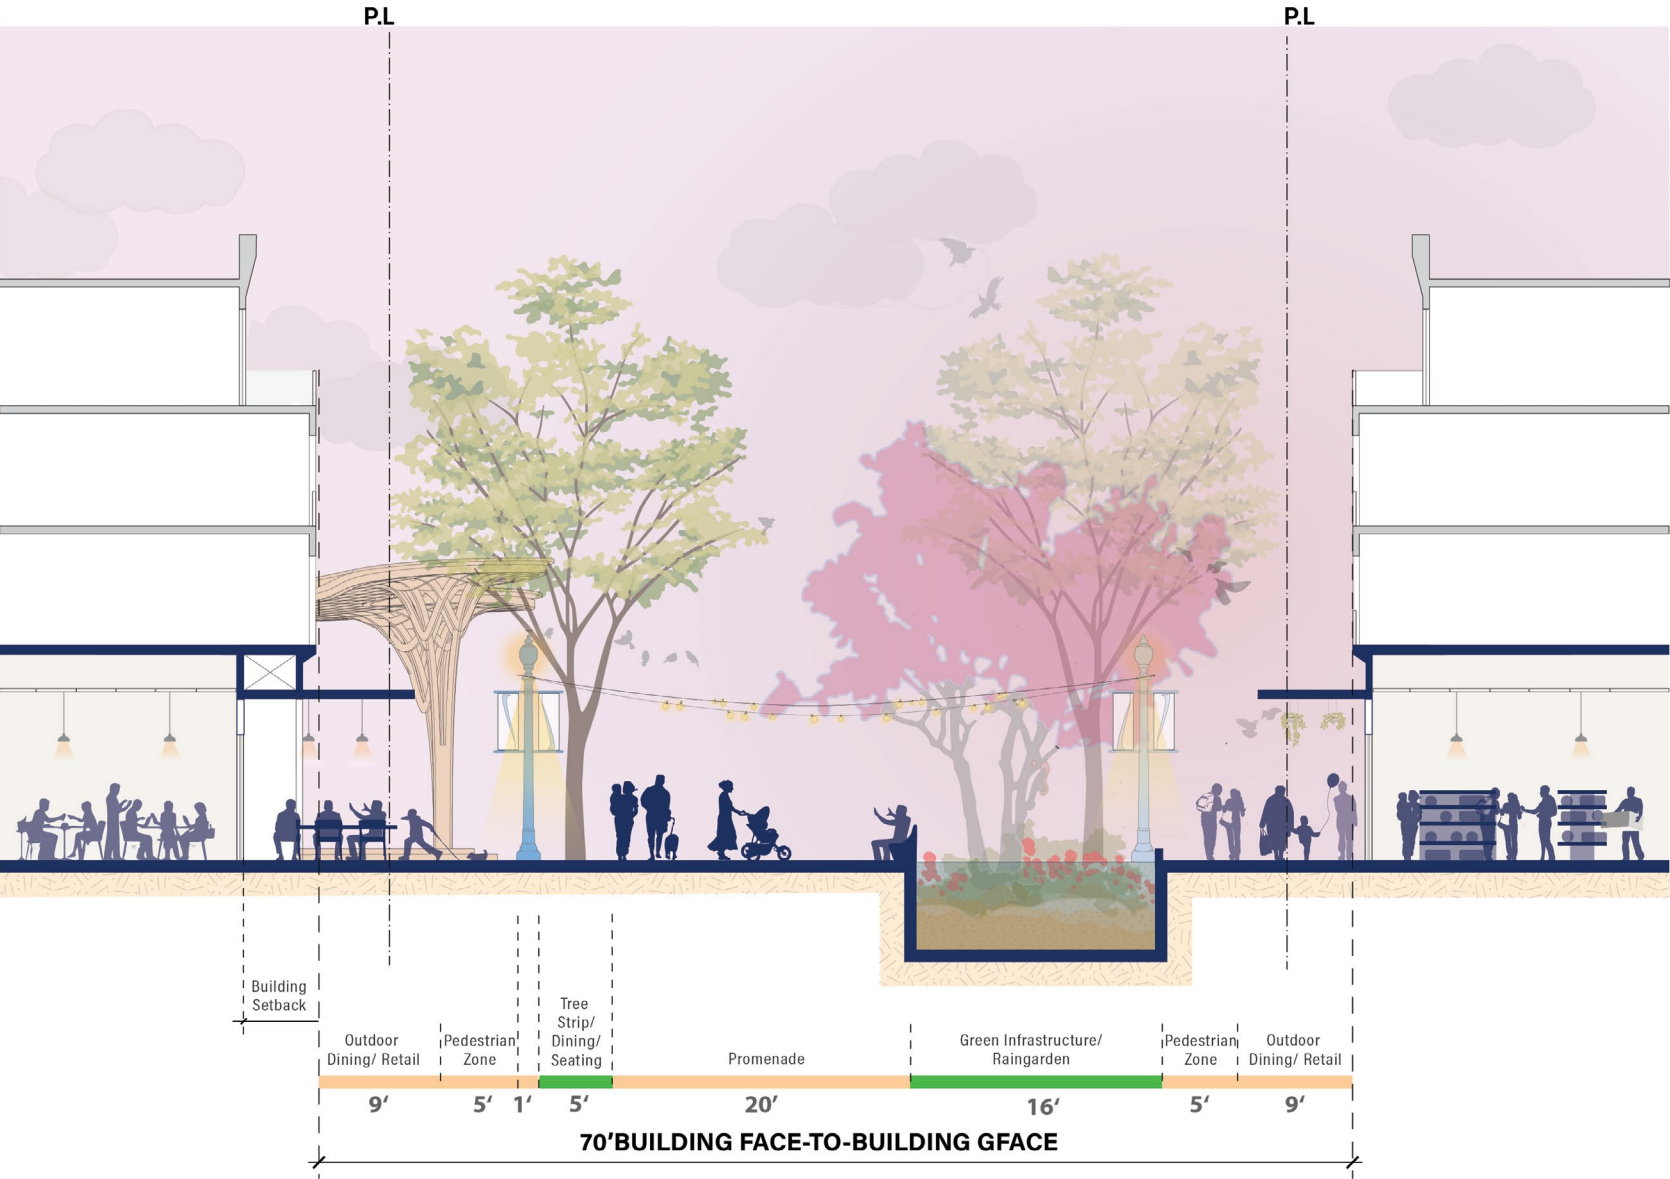 P.L
P.L
Building
Setback
Outdoor
Dining/ Retail
Pedestrian
Zone
Tree
Strip/
Dining/
Seating
Promenade
Green Infrastructure/
Raingarden
Pedestrian
Zone
Outdoor
Dining/ Retail
9‘
5‘
1‘
5‘
20’
16‘
5‘
9‘
70’BUILDING FACE-TO-BUILDING GFACE